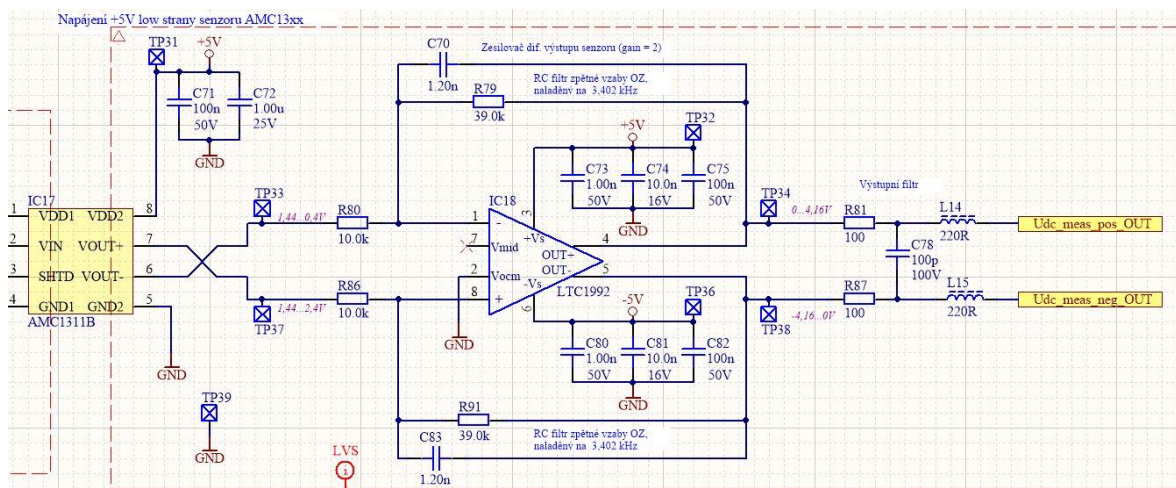 Napájení +5V low strany senzoru AMC13xx
TP31
+5V
C71
100n
50V
C72
1.00u
25V
GND
C70
1.20n
Zesilovač dif. výstupu senzoru (gain = 2)
RC filtr zpětné vzaby OZ,
naladěný na 3,402 kHz
R79
39.0k
+5V
TP32
C73
1.00n
50V
C74
10.0n
16V
C75
100n
50V
GND
IC17
1
VDD1
VDD2
8
2
VIN
VOUT+
7
3
SHTD
VOUT-
6
4
GND1
GND2
5
AMC1311B
GND
TP33
1,44...0,4V
R80
10.0k
TP37
1,44...2,4V
R86
10.0k
IC18
1
-
3
+Vs
7
Vmid
OUT+
4
2
Vocm
OUT-
5
8
+
-Vs
6
LTC1992
GND
TP34
0...4,16V
Výstupní filtr
R81
100
L14
220R
Udc_meas_pos_OUT
C78
100p
100V
TP38
-4,16...0V
R87
100
L15
220R
Udc_meas_neg_OUT
-5V
TP36
C80
1.00n
50V
C81
10.0n
16V
C82
100n
50V
GND
TP39
GND
R91
39.0k
RC filtr zpětné vzaby OZ,
naladěný na 3,402 kHz
C83
1.20n
LVS
1